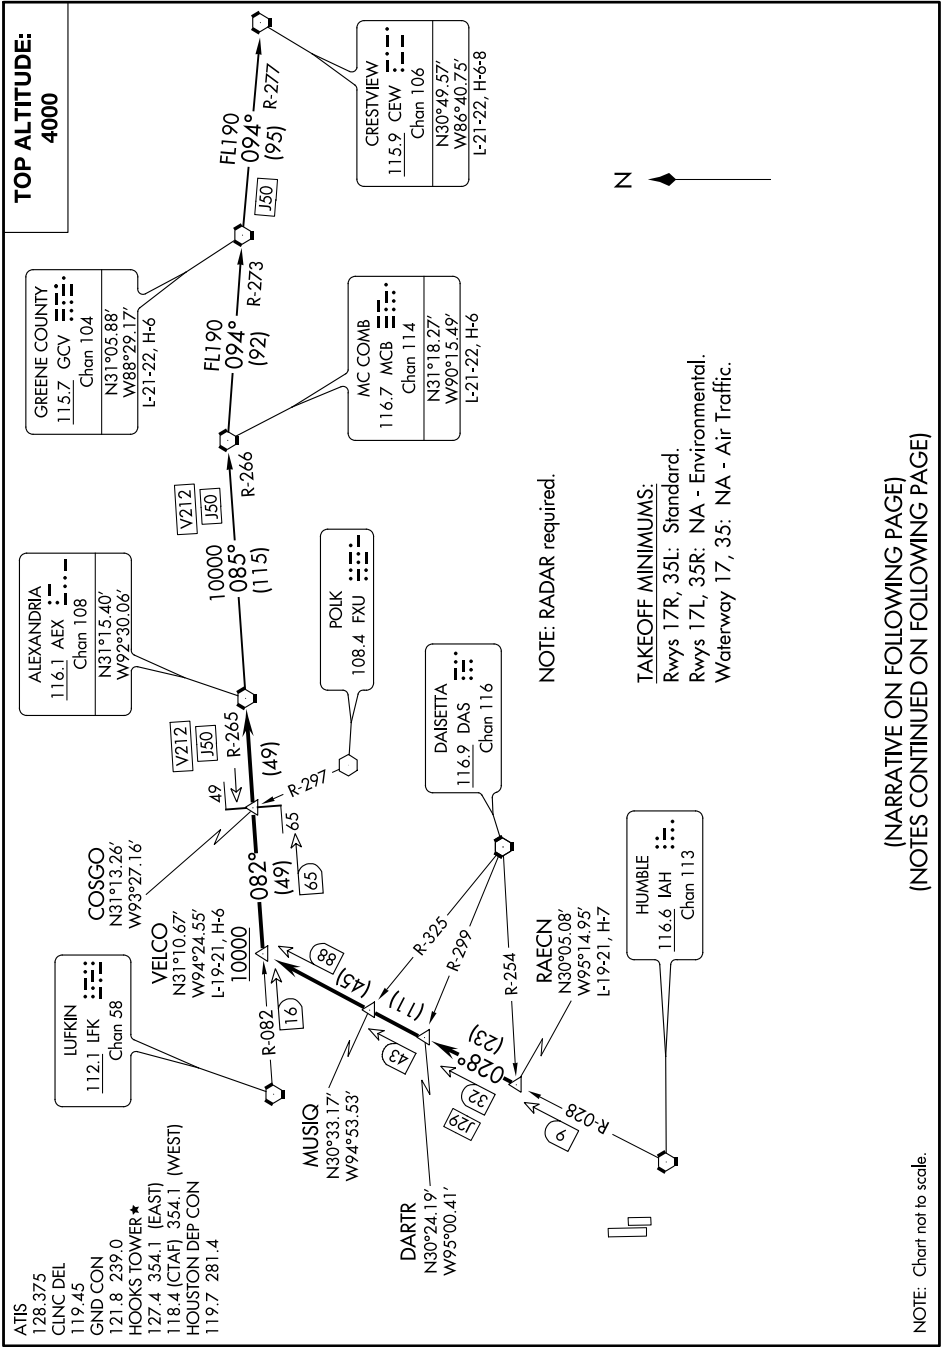 TOP ALTITUDE:
4000
ATIS
128.375
CLNC DEL
119.45
GND CON
121.8 239.0
HOOKS TOWER★
127.4 354.1 (EAST)
118.4 (CTAF) 354.1 (WEST)
HOUSTON DEP CON
119.7 281.4
LUFKIN
112.1 LFK
Chan 58
VELCO
N31°10.67'
W94°24.55'
L-19-21, H-6
10000
COSGO
N31°13.26'
W93°27.16'
ALEXANDRIA
116.1 AEX
Chan 108
N31°15.40'
W92°30.06'
GREENE COUNTY
115.7 GCV
Chan 104
N31°05.88'
W88°29.17'
L-21-22, H-6
CRESTVIEW
115.9 CEW
Chan 106
N30°49.57'
W86°40.75'
L-21-22, H-6-8
MC COMB
116.7 MCB
Chan 114
N31°18.27'
W90°15.49'
L-21-22, H-6
POLK
108.4 FXU
DAISETTA
116.9 DAS
Chan 116
HUMBLE
116.6 IAH
Chan 113
RAECN
N30°05.08'
W95°14.95'
L-19-21, H-7
DARTR
N30°24.19'
W95°00.41'
MUSIQ
N30°33.17'
W94°53.53'
R-028
9
028°
(23)
32
J29
(11)
43
(45)
88
R-254
R-299
R-325
R-082
16
082°
(49)
65
65
R-297
49
R-265
(49)
V212
J50
10000
085°
(115)
V212
J50
R-266
FL190
094°
(92)
R-273
FL190
094°
(95)
J50
R-277
N
NOTE: RADAR required.
TAKEOFF MINIMUMS:
Rwys 17R, 35L: Standard.
Rwys 17L, 35R: NA - Environmental.
Waterway 17, 35: NA - Air Traffic.
(NARRATIVE ON FOLLOWING PAGE)
(NOTES CONTINUED ON FOLLOWING PAGE)
NOTE: Chart not to scale.